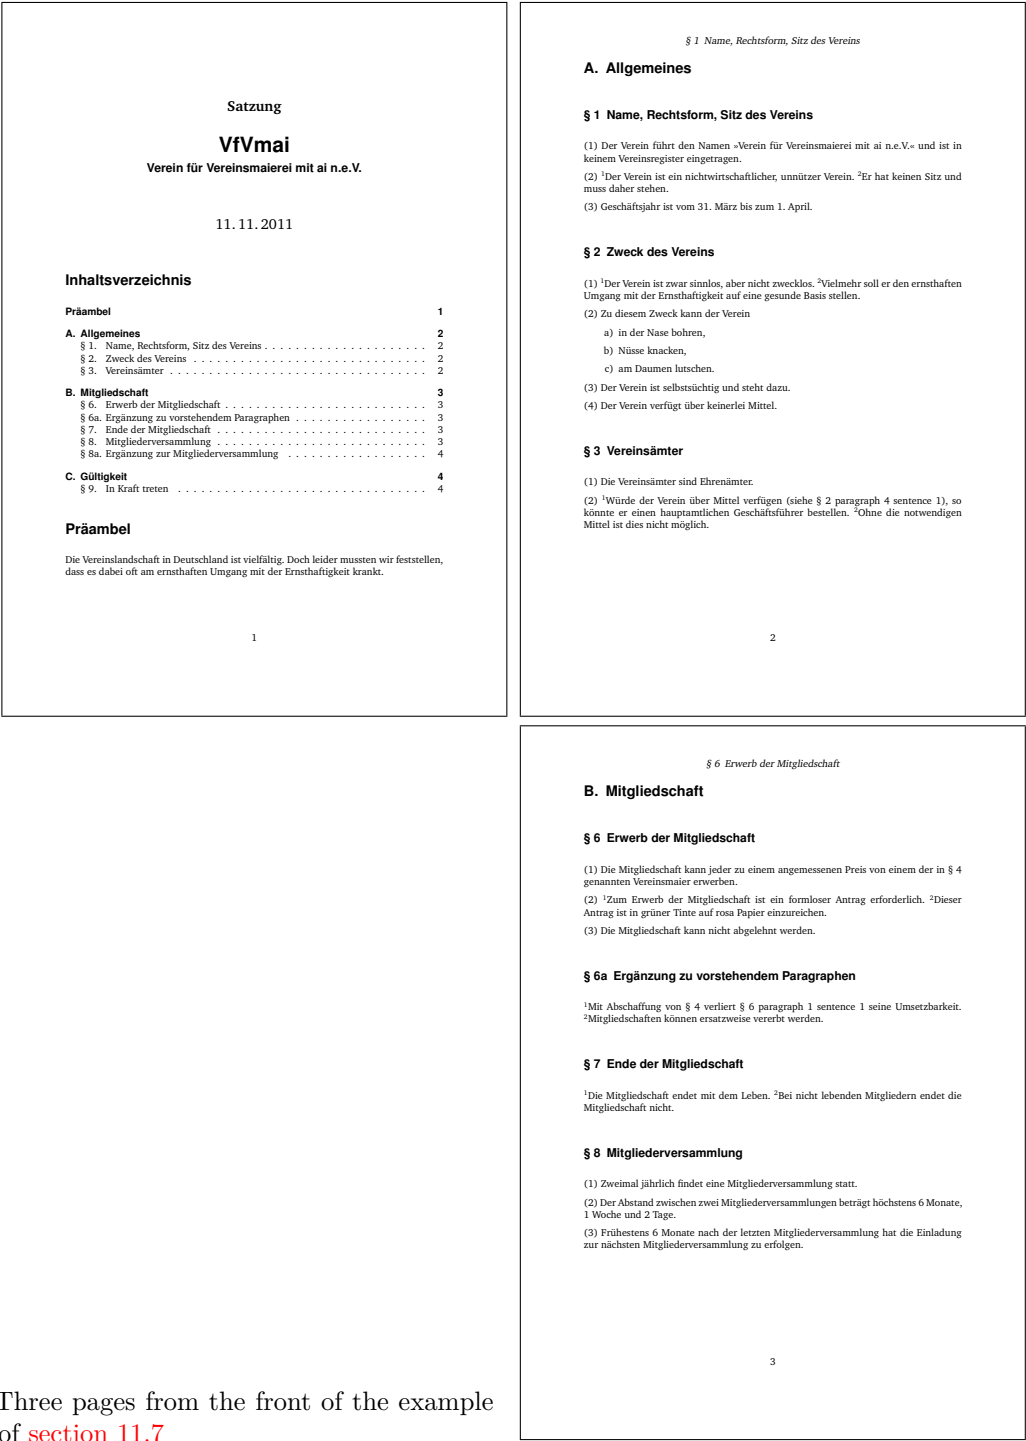 Satzung
VfVmai
Verein für Vereinsmaierei mit ai n.e.V.
11. 11. 2011
Inhaltsverzeichnis
Präambel 1
A. Allgemeines 2
§ 1. Name, Rechtsform, Sitz des Vereins . . . . . . . . . . . . . . . . . . . . . . 2
§ 2. Zweck des Vereins . . . . . . . . . . . . . . . . . . . . . . . . . . . . . . . 2
§ 3. Vereinsämter . . . . . . . . . . . . . . . . . . . . . . . . . . . . . . . . . . 2
B. Mitgliedschaft 3
§ 6. Erwerb der Mitgliedschaft . . . . . . . . . . . . . . . . . . . . . . . . . . . 3
§ 6a. Ergänzung zu vorstehendem Paragraphen . . . . . . . . . . . . . . . . . 3
§ 7. Ende der Mitgliedschaft . . . . . . . . . . . . . . . . . . . . . . . . . . . . 3
§ 8. Mitgliederversammlung . . . . . . . . . . . . . . . . . . . . . . . . . . . . 3
§ 8a. Ergänzung zur Mitgliederversammlung . . . . . . . . . . . . . . . . . . 4
C. Gültigkeit 4
§ 9. In Kraft treten . . . . . . . . . . . . . . . . . . . . . . . . . . . . . . . . . 4
Präambel
Die Vereinslandschaft in Deutschland ist vielfältig. Doch leider mussten wir feststellen,
dass es dabei oft am ernsthaften Umgang mit der Ernsthaftigkeit krankt.
1
§ 1 Name, Rechtsform, Sitz des Vereins
A. Allgemeines
§ 1 Name, Rechtsform, Sitz des Vereins
(1) Der Verein führt den Namen »Verein für Vereinsmaierei mit ai n.e.V.« und ist in
keinem Vereinsregister eingetragen.
(2) ¹Der Verein ist ein nichtwirtschaftlicher, unnützer Verein. ²Er hat keinen Sitz und
muss daher stehen.
(3) Geschäftsjahr ist vom 31. März bis zum 1. April.
§ 2 Zweck des Vereins
(1) ¹Der Verein ist zwar sinnlos, aber nicht zwecklos. ²Vielmehr soll er den ernsthaften
Umgang mit der Ernsthaftigkeit auf eine gesunde Basis stellen.
(2) Zu diesem Zweck kann der Verein
a) in der Nase bohren,
b) Nüsse knacken,
c) am Daumen lutschen.
(3) Der Verein ist selbstsüchtig und steht dazu.
(4) Der Verein verfügt über keinerlei Mittel.
§ 3 Vereinsämter
(1) Die Vereinsämter sind Ehrenämter.
(2) ¹Würde der Verein über Mittel verfügen (siehe § 2 paragraph 4 sentence 1), so
könnte er einen hauptamtlichen Geschäftsführer bestellen. ²Ohne die notwendigen
Mittel ist dies nicht möglich.
2
§ 6 Erwerb der Mitgliedschaft
B. Mitgliedschaft
§ 6 Erwerb der Mitgliedschaft
(1) Die Mitgliedschaft kann jeder zu einem angemessenen Preis von einem der in § 4
genannten Vereinsmaier erwerben.
(2) ¹Zum Erwerb der Mitgliedschaft ist ein formloser Antrag erforderlich. ²Dieser
Antrag ist in grüner Tinte auf rosa Papier einzureichen.
(3) Die Mitgliedschaft kann nicht abgelehnt werden.
§ 6a Ergänzung zu vorstehendem Paragraphen
¹Mit Abschaffung von § 4 verliert § 6 paragraph 1 sentence 1 seine Umsetzbarkeit.
²Mitgliedschaften können ersatzweise vererbt werden.
§ 7 Ende der Mitgliedschaft
¹Die Mitgliedschaft endet mit dem Leben. ²Bei nicht lebenden Mitgliedern endet die
Mitgliedschaft nicht.
§ 8 Mitgliederversammlung
(1) Zweimal jährlich findet eine Mitgliederversammlung statt.
(2) Der Abstand zwischen zwei Mitgliederversammlungen beträgt höchstens 6 Monate,
1 Woche und 2 Tage.
(3) Frühestens 6 Monate nach der letzten Mitgliederversammlung hat die Einladung
zur nächsten Mitgliederversammlung zu erfolgen.
3
Three pages from the front of the example
of section 11.7